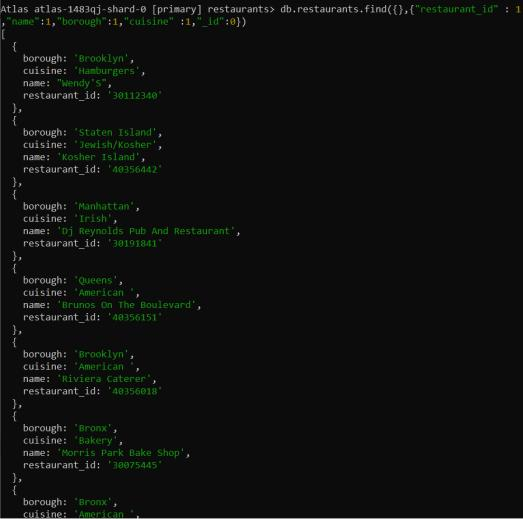 Atlas atlas-1483qj-shard-0 [primary] restaurants> db.restaurants.find({},{"restaurant_id" : 1
,"name":1,"borough":1,"cuisine" :1,"_id":0})
[
  {
    borough: 'Brooklyn',
    cuisine: 'Hamburgers',
    name: "Wendy'S",
    restaurant_id: '30112340'
  },
  {
    borough: 'Staten Island',
    cuisine: 'Jewish/Kosher',
    name: 'Kosher Island',
    restaurant_id: '40356442'
  },
  {
    borough: 'Manhattan',
    cuisine: 'Irish',
    name: 'Dj Reynolds Pub And Restaurant',
    restaurant_id: '30191841'
  },
  {
    borough: 'Queens',
    cuisine: 'American ',
    name: 'Brunos On The Boulevard',
    restaurant_id: '40356151'
  },
  {
    borough: 'Brooklyn',
    cuisine: 'American ',
    name: 'Riviera Caterer',
    restaurant_id: '40356018'
  },
  {
    borough: 'Bronx',
    cuisine: 'Bakery',
    name: 'Morris Park Bake Shop',
    restaurant_id: '30075445'
  },
  {
    borough: 'Bronx',
    cuisine: 'American ',